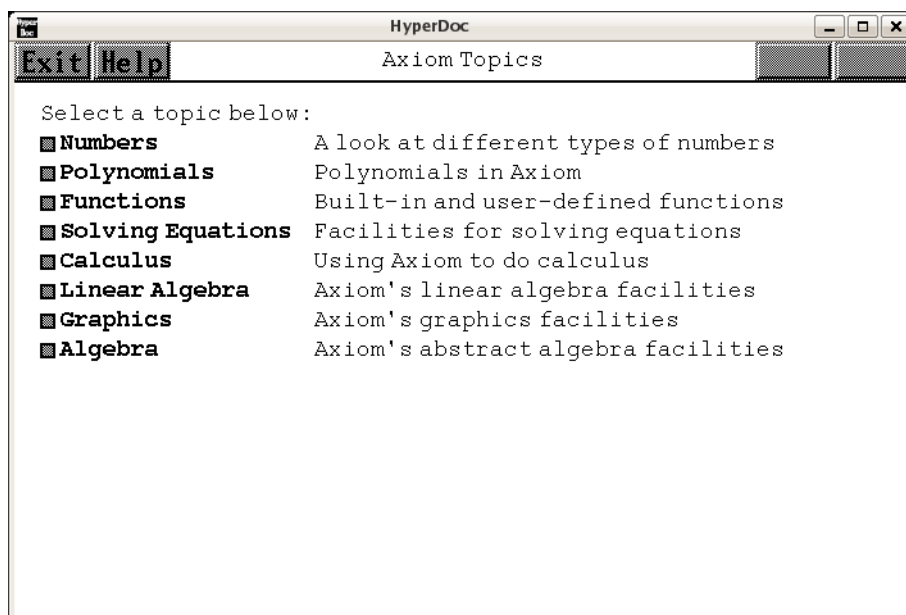 Hyper Doc
HyperDoc
Exit Help Axiom Topics
Select a topic below:
Numbers A look at different types of numbers
Polynomials Polynomials in Axiom
Functions Built-in and user-defined functions
Solving Equations Facilities for solving equations
Calculus Using Axiom to do calculus
Linear Algebra Axiom's linear algebra facilities
Graphics Axiom's graphics facilities
Algebra Axiom's abstract algebra facilities